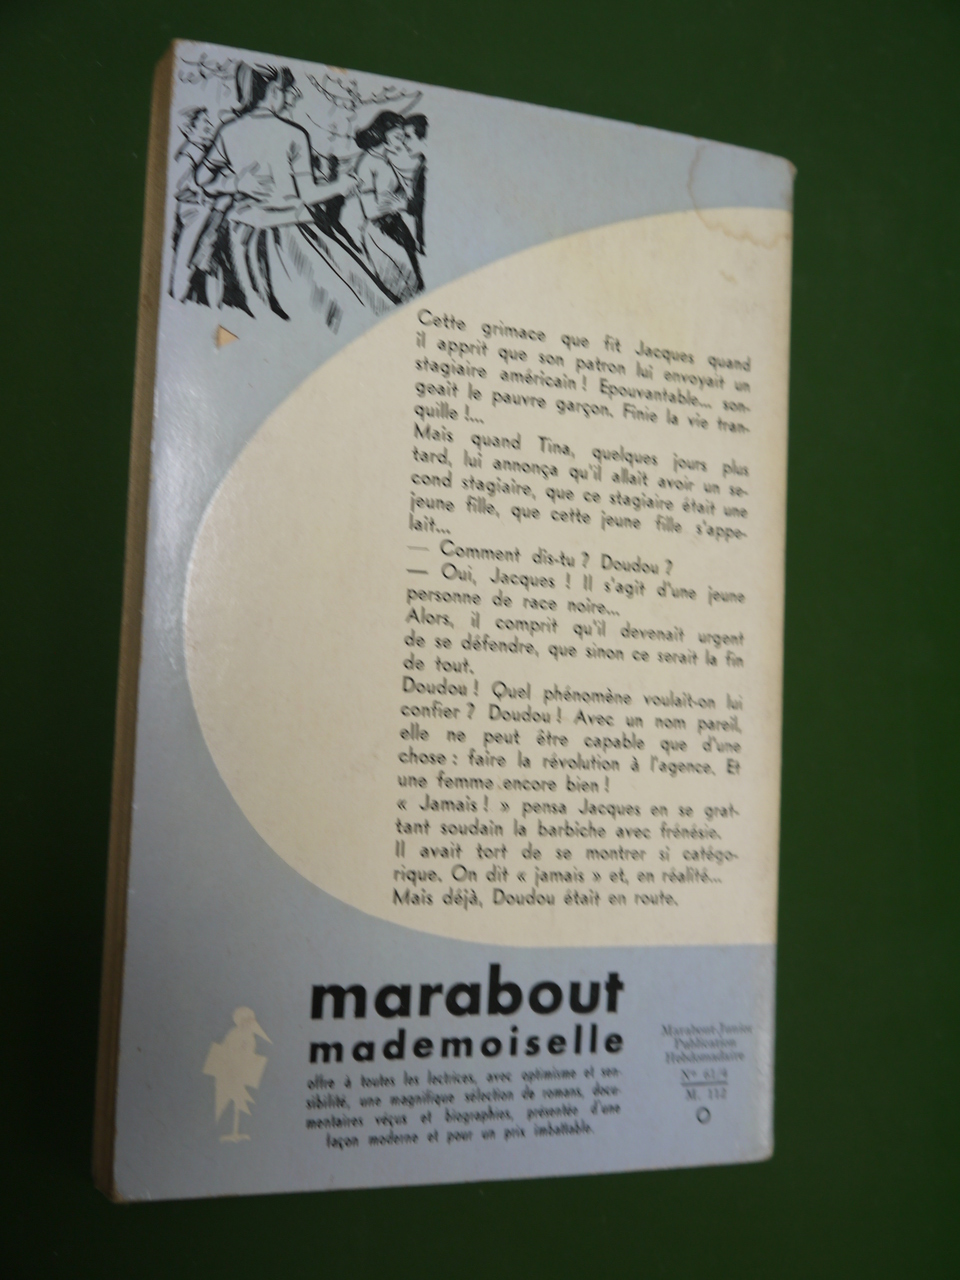 Cette grimace que fit Jacques quand
il apprit que son patron lui envoyait un
stagiaire américain ! Epouvantable... son-
geait le pauvre garçon. Finie la vie tran-
quille !...
Mais quand Tina, quelques jours plus
tard, lui annonça qu'il allait avoir un se-
cond stagiaire, que ce stagiaire était une
jeune fille, que cette jeune fille s'appe-
lait...
— Comment dis-tu ? Doudou ?
— Oui, Jacques ! Il s'agit d'une jeune
personne de race noire...
Alors, il comprit qu'il devenait urgent
de se défendre, que sinon ce serait la fin
de tout.
Doudou ! Quel phénomène voulait-on lui
confier ? Doudou ! Avec un nom pareil,
elle ne peut être capable que d'une
chose : faire la révolution à l'agence. Et
une femme encore bien !
« Jamais ! » pensa Jacques en se grat-
tant soudain la barbiche avec frénésie.
Il avait tort de se montrer si catégo-
rique. On dit « jamais » et, en réalité...
Mais déjà, Doudou était en route.
marabout
mademoiselle
offre à toutes les lectrices, avec optimisme et sen-
sibilité, une magnifique sélection de romans, docu-
mentaires vécus et biographies, présentée d'une
façon moderne et pour un prix imbattable.
Marabout-Junior
Publication
Hebdomadaire
N° 61/4
M. 112